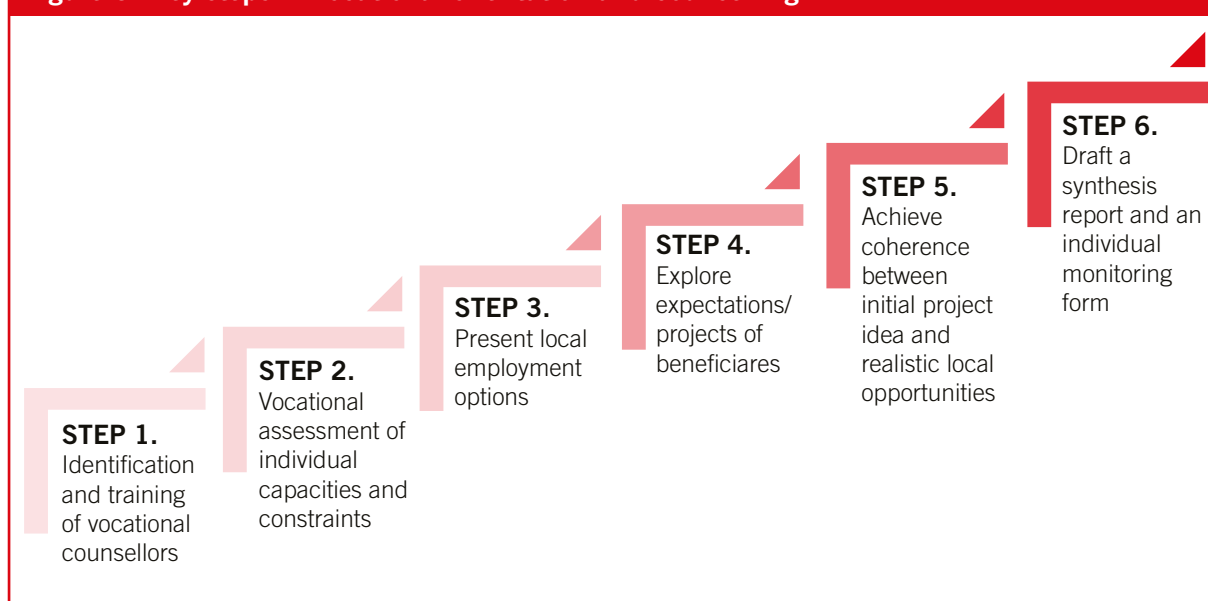 STEP 1.
Identification
and training
of vocational
counsellors
STEP 2.
Vocational
assessment of
individual
capacities and
constraints
STEP 3.
Present local
employment
options
STEP 4.
Explore
expectations/
projects of
beneficiares
STEP 5.
Achieve
coherence
between
initial project
idea and
realistic local
opportunities
STEP 6.
Draft a
synthesis
report and an
individual
monitoring
form